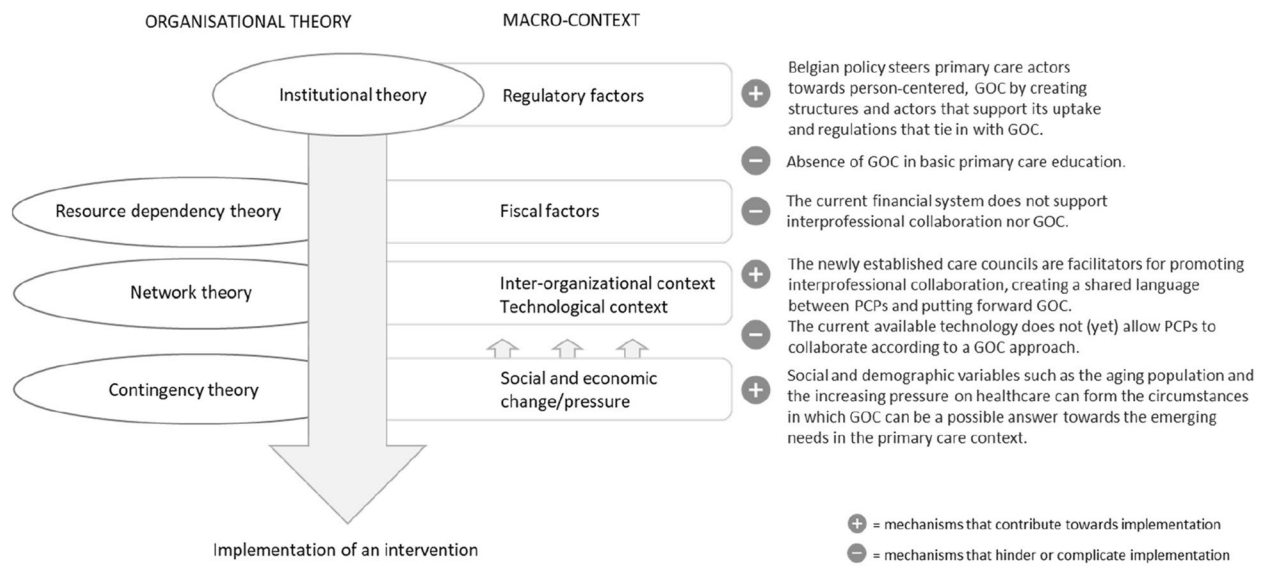 ORGANISATIONAL THEORY
MACRO-CONTEXT
Institutional theory
Regulatory factors
+
Belgian policy steers primary care actors
towards person-centered, GOC by creating
structures and actors that support its uptake
and regulations that tie in with GOC.
−
Absence of GOC in basic primary care education.
Resource dependency theory
Fiscal factors
−
The current financial system does not support
interprofessional collaboration nor GOC.
Network theory
Inter-organizational context
Technological context
+
The newly established care councils are facilitators for promoting
interprofessional collaboration, creating a shared language
between PCPs and putting forward GOC.
−
The current available technology does not (yet) allow PCPs to
collaborate according to a GOC approach.
Contingency theory
Social and economic
change/pressure
+
Social and demographic variables such as the aging population and
the increasing pressure on healthcare can form the circumstances
in which GOC can be a possible answer towards the emerging
needs in the primary care context.
Implementation of an intervention
+ = mechanisms that contribute towards implementation
− = mechanisms that hinder or complicate implementation